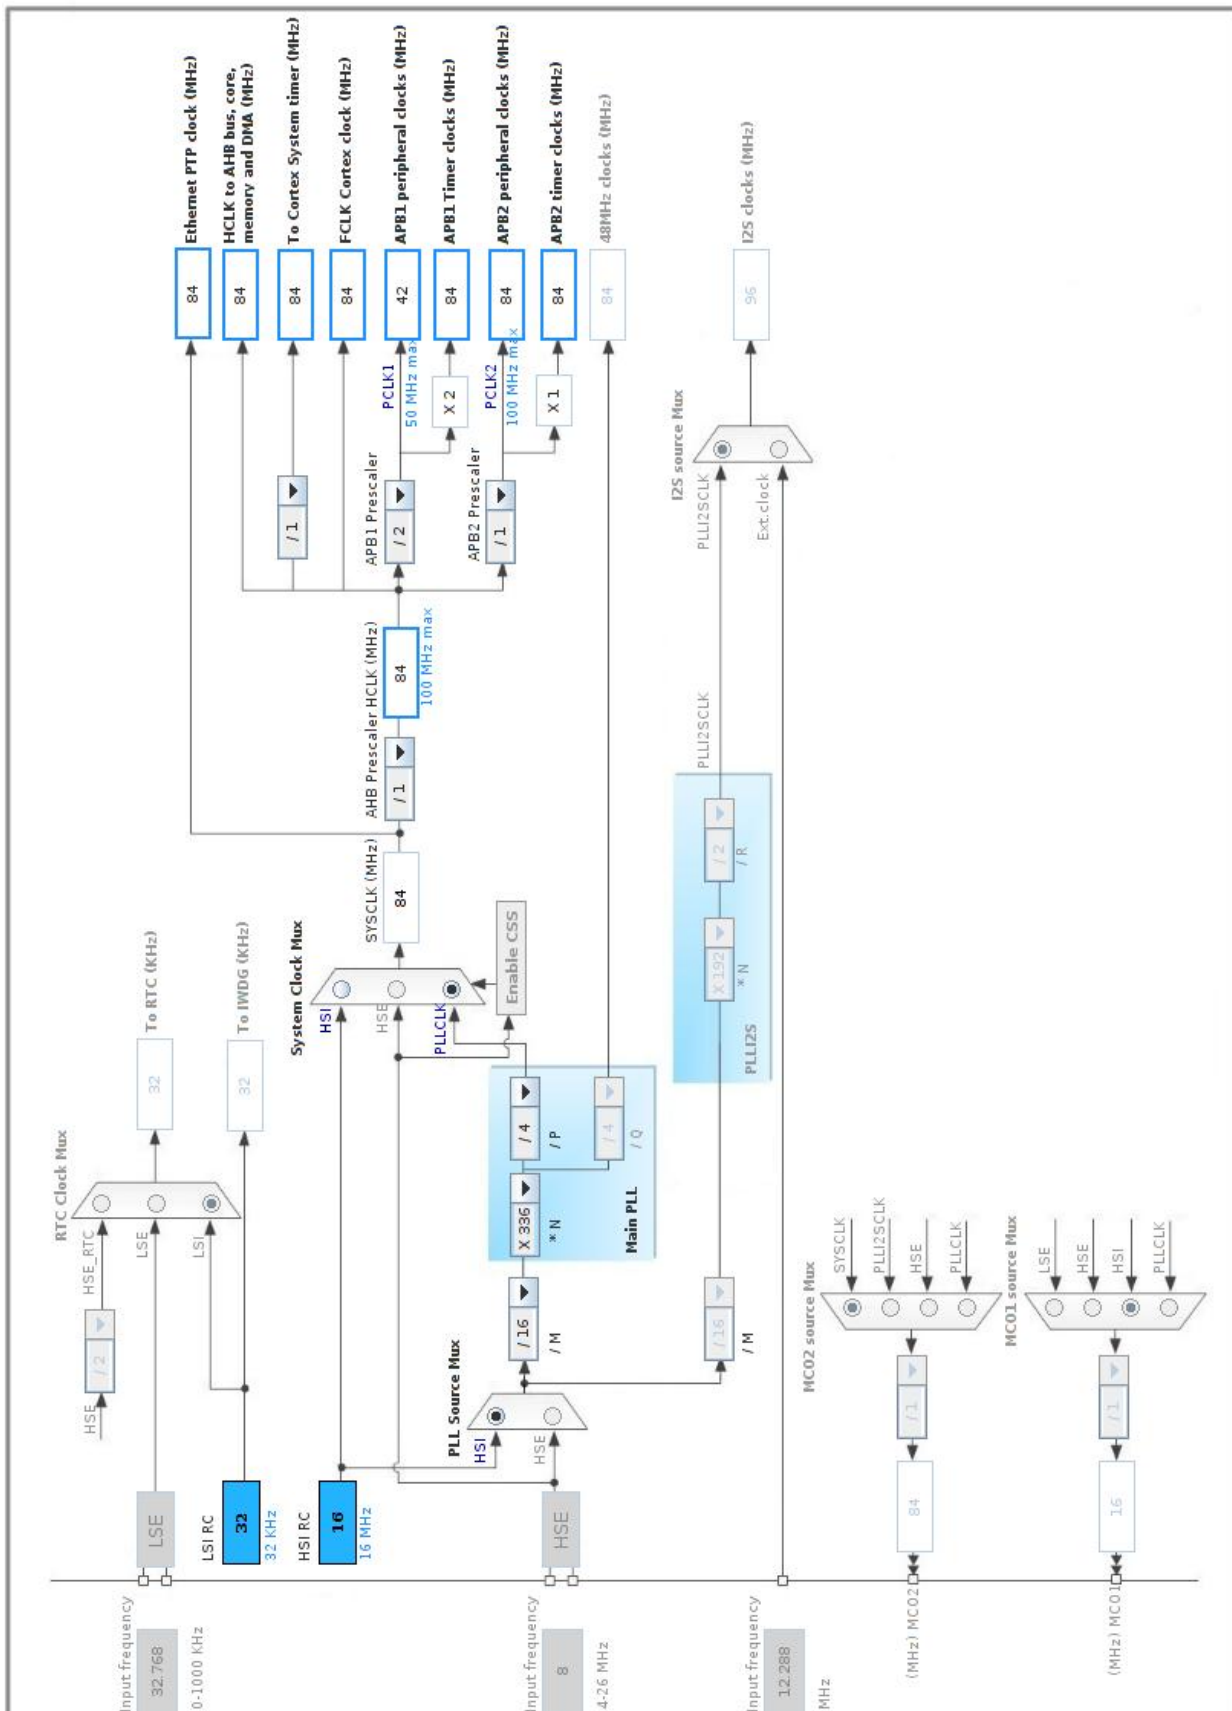 Input frequency
32.768
0-1000 KHz
LSE
LSI RC
32
32 KHz
HSI RC
16
16 MHz
Input frequency
8
4-26 MHz
HSE
Input frequency
12.288
MHz
HSE
/ 2
HSE_RTC
LSE
LSI
RTC Clock Mux
32
To RTC (KHz)
32
To IWDG (KHz)
PLL Source Mux
HSI
HSE
/ 16
/ M
X 336
* N
/ 4
/ P
/ 4
/ Q
Main PLL
System Clock Mux
HSI
HSE
PLLCLK
Enable CSS
SYSCLK (MHz)
84
AHB Prescaler
/ 1
HCLK (MHz)
84
100 MHz max
84
Ethernet PTP clock (MHz)
84
HCLK to AHB bus, core,
memory and DMA (MHz)
/ 1
84
To Cortex System timer (MHz)
84
FCLK Cortex clock (MHz)
APB1 Prescaler
/ 2
PCLK1
50 MHz max
42
APB1 peripheral clocks (MHz)
X 2
84
APB1 Timer clocks (MHz)
APB2 Prescaler
/ 1
PCLK2
100 MHz max
84
APB2 peripheral clocks (MHz)
X 1
84
APB2 timer clocks (MHz)
84
48MHz clocks (MHz)
/ 16
/ M
X 192
* N
/ 2
/ R
PLLI2S
PLLI2SCLK
PLLI2SCLK
Ext.clock
I2S source Mux
96
I2S clocks (MHz)
MCO2 source Mux
SYSCLK
PLLI2SCLK
HSE
PLLCLK
/ 1
84
(MHz) MCO2
MCO1 source Mux
LSE
HSE
HSI
PLLCLK
/ 1
16
(MHz) MCO1